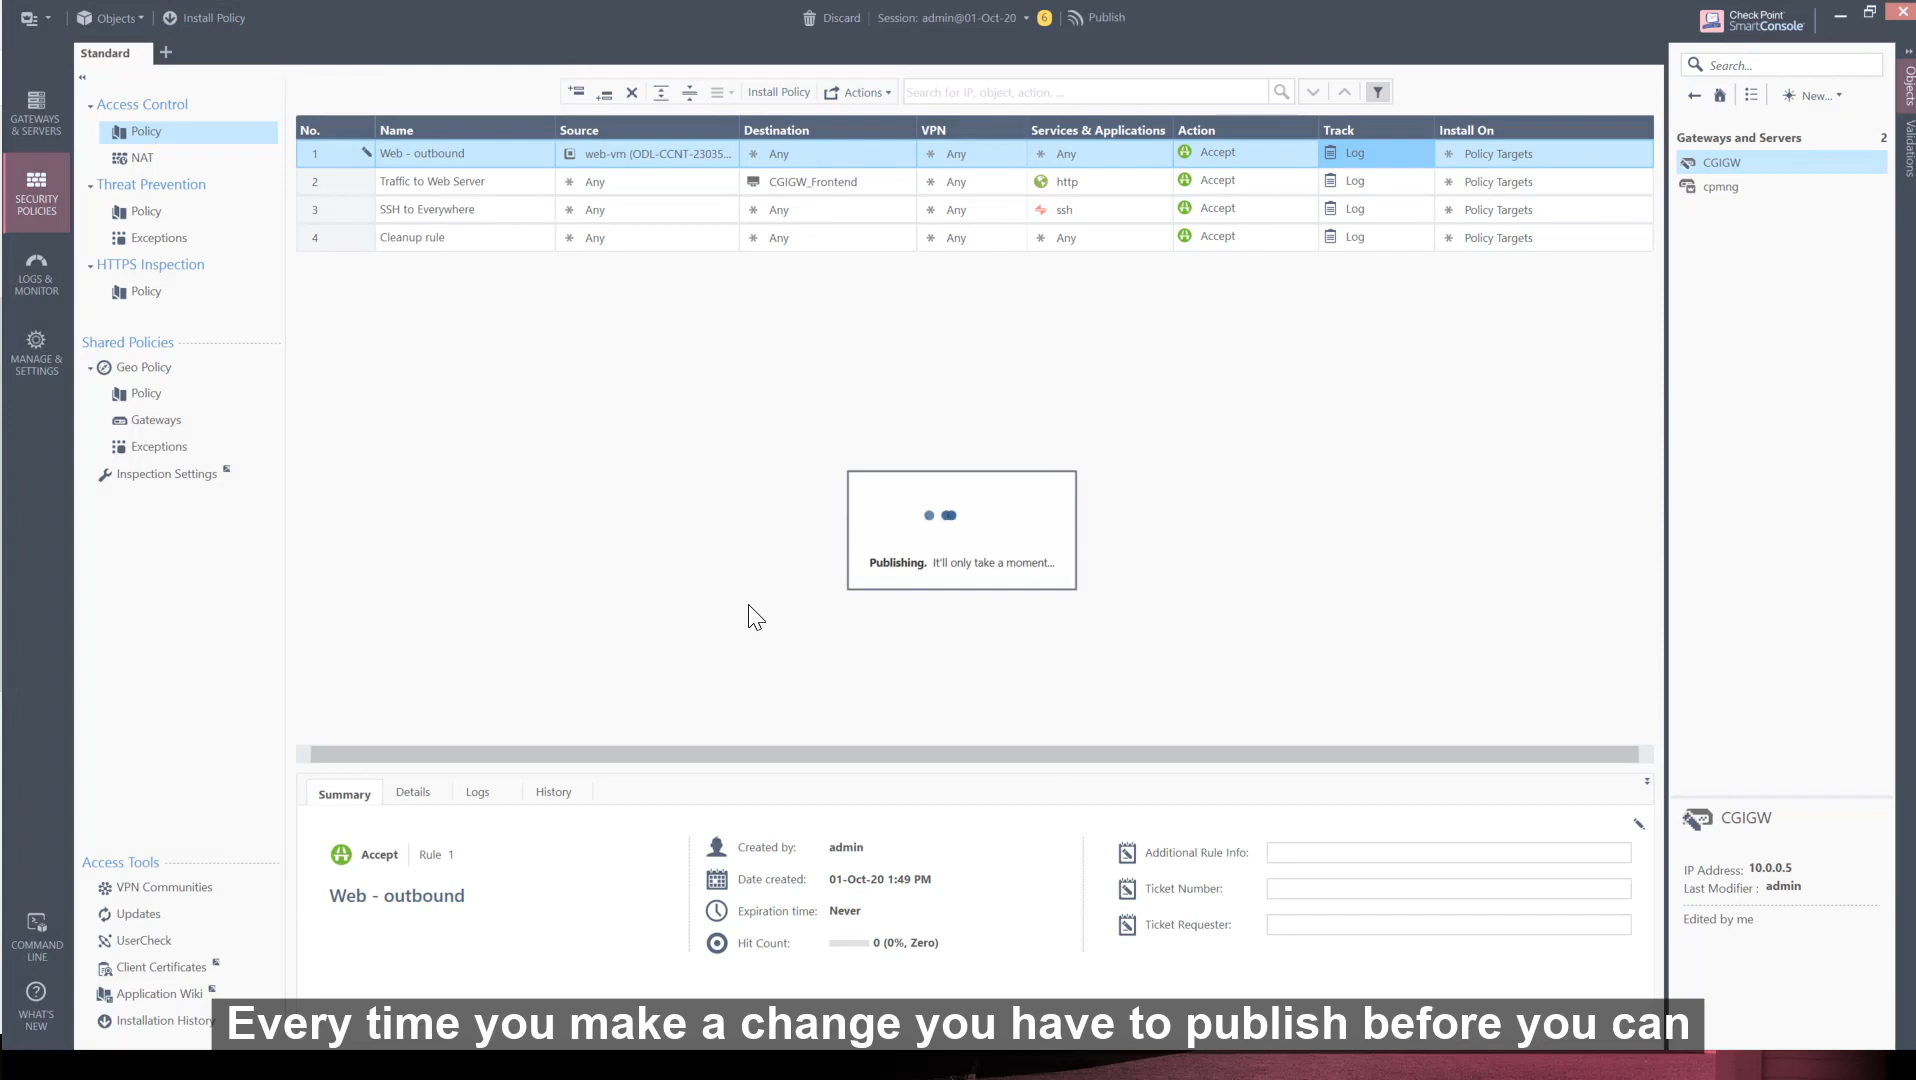 Objects
Install Policy
Discard
Session: admin@01-Oct-20
6
Publish
Check Point
SmartConsole
Standard
Search...
Objects
Validations
GATEWAYS
& SERVERS
SECURITY
POLICIES
LOGS &
MONITOR
MANAGE &
SETTINGS
COMMAND
LINE
WHAT'S
NEW
Access Control
Policy
NAT
Threat Prevention
Policy
Exceptions
HTTPS Inspection
Policy
Shared Policies
Geo Policy
Policy
Gateways
Exceptions
Inspection Settings
Access Tools
VPN Communities
Updates
UserCheck
Client Certificates
Application Wiki
Installation History
Install Policy
Actions
Search for IP, object, action, ...
No. Name Source Destination VPN Services & Applications Action Track Install On
1 Web - outbound web-vm (ODL-CCNT-23035... Any Any Any Accept Log Policy Targets
2 Traffic to Web Server Any CGIGW_Frontend Any http Accept Log Policy Targets
3 SSH to Everywhere Any Any Any ssh Accept Log Policy Targets
4 Cleanup rule Any Any Any Any Accept Log Policy Targets
Publishing. It'll only take a moment...
Summary Details Logs History
Accept Rule 1
Web - outbound
Created by: admin
Date created: 01-Oct-20 1:49 PM
Expiration time: Never
Hit Count: 0 (0%, Zero)
Additional Rule Info:
Ticket Number:
Ticket Requester:
New...
Gateways and Servers 2
CGIGW
cpmng
CGIGW
IP Address: 10.0.0.5
Last Modifier : admin
Edited by me
Every time you make a change you have to publish before you can